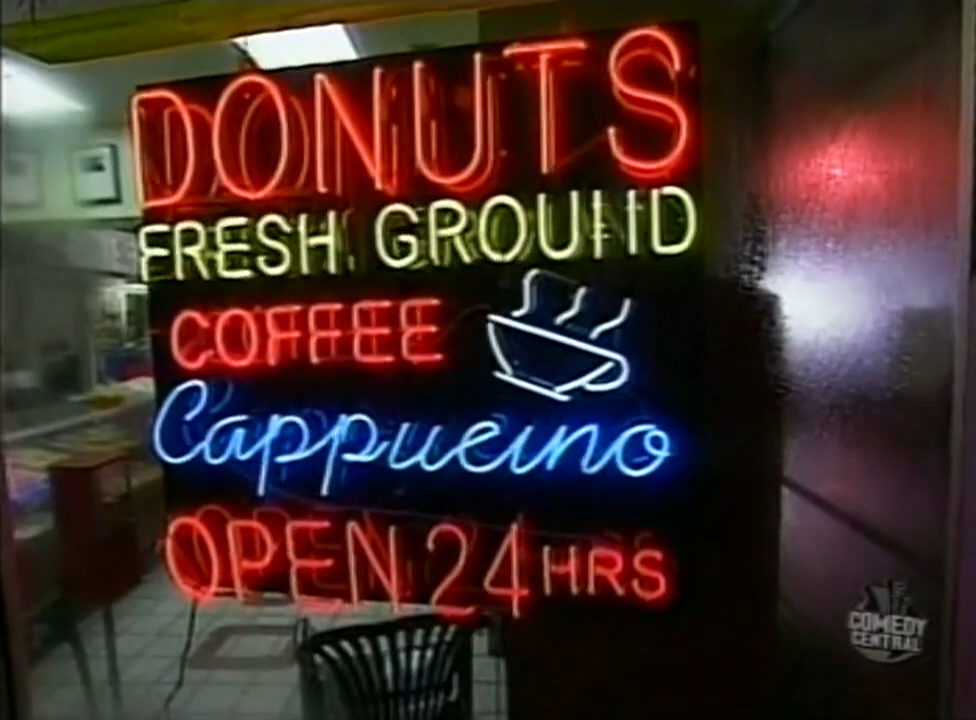 DONUTS
FRESH GROUND
COFFEE
Cappucino
OPEN 24 HRS
COMEDY
CENTRAL